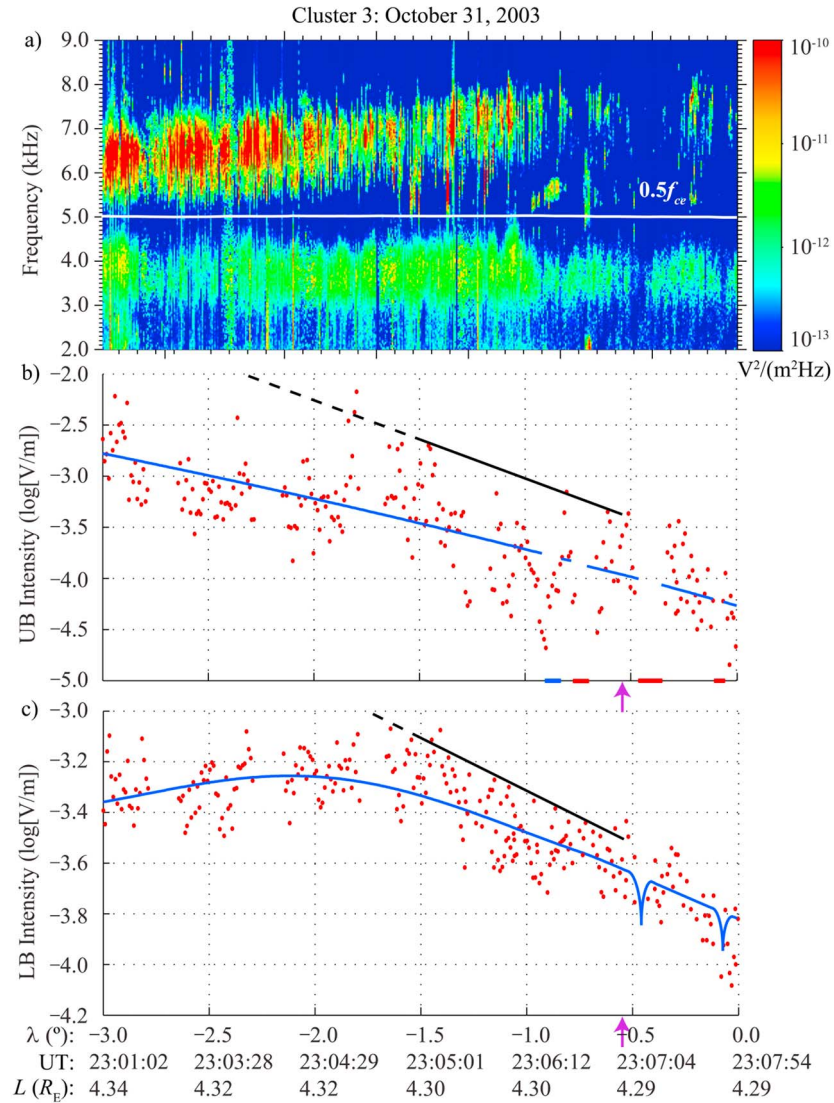 Cluster 3: October 31, 2003
a)
9.0
8.0
7.0
6.0
5.0
4.0
3.0
2.0
Frequency (kHz)
0.5f_ce
10^-10
10^-11
10^-12
10^-13
V²/(m²Hz)
b)
−2.0
−2.5
−3.0
−3.5
−4.0
−4.5
−5.0
UB Intensity (log[V/m])
c)
−3.0
−3.2
−3.4
−3.6
−3.8
−4.0
−4.2
LB Intensity (log[V/m])
λ (º): −3.0 −2.5 −2.0 −1.5 −1.0 −0.5 0.0
UT: 23:01:02 23:03:28 23:04:29 23:05:01 23:06:12 23:07:04 23:07:54
L (R_E) 4.34 4.32 4.32 4.30 4.30 4.29 4.29